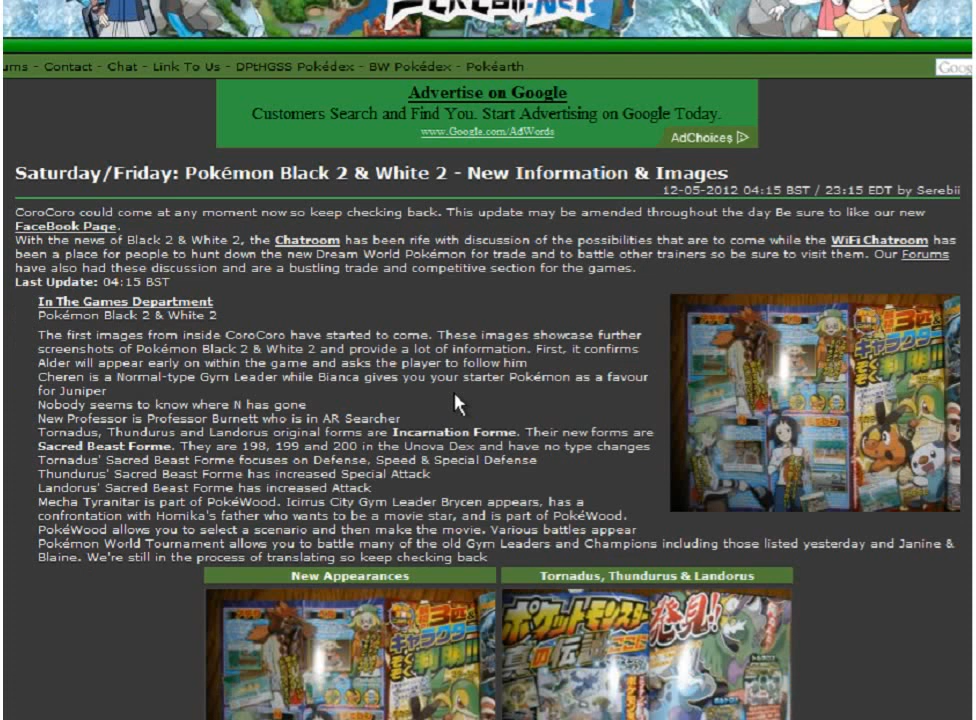 ums - Contact - Chat - Link To Us - DPtHGSS Pokédex - BW Pokédex - Pokéarth
Advertise on Google
Customers Search and Find You. Start Advertising on Google Today.
www.Google.com/AdWords
AdChoices
Saturday/Friday: Pokémon Black 2 & White 2 - New Information & Images
12-05-2012 04:15 BST / 23:15 EDT by Serebii
CoroCoro could come at any moment now so keep checking back. This update may be amended throughout the day Be sure to like our new
FaceBook Page.
With the news of Black 2 & White 2, the Chatroom has been rife with discussion of the possibilities that are to come while the WiFi Chatroom has
been a place for people to hunt down the new Dream World Pokémon for trade and to battle other trainers so be sure to visit them. Our Forums
have also had these discussion and are a bustling trade and competitive section for the games.
Last Update: 04:15 BST
In The Games Department
Pokémon Black 2 & White 2
The first images from inside CoroCoro have started to come. These images showcase further
screenshots of Pokémon Black 2 & White 2 and provide a lot of information. First, it confirms
Alder will appear early on within the game and asks the player to follow him
Cheren is a Normal-type Gym Leader while Bianca gives you your starter Pokémon as a favour
for Juniper
Nobody seems to know where N has gone
New Professor is Professor Burnett who is in AR Searcher
Tornadus, Thundurus and Landorus original forms are Incarnation Forme. Their new forms are
Sacred Beast Forme. They are 198, 199 and 200 in the Unova Dex and have no type changes
Tornadus' Sacred Beast Forme focuses on Defense, Speed & Special Defense
Thundurus' Sacred Beast Forme has increased Special Attack
Landorus' Sacred Beast Forme has increased Attack
Mecha Tyranitar is part of PokéWood. Icirrus City Gym Leader Brycen appears, has a
confrontation with Homika's father who wants to be a movie star, and is part of PokéWood.
PokéWood allows you to select a scenario and then make the movie. Various battles appear
Pokémon World Tournament allows you to battle many of the old Gym Leaders and Champions including those listed yesterday and Janine &
Blaine. We're still in the process of translating so keep checking back
New Appearances
Tornadus, Thundurus & Landorus
キャラクター
ポケットモンスター
発見!